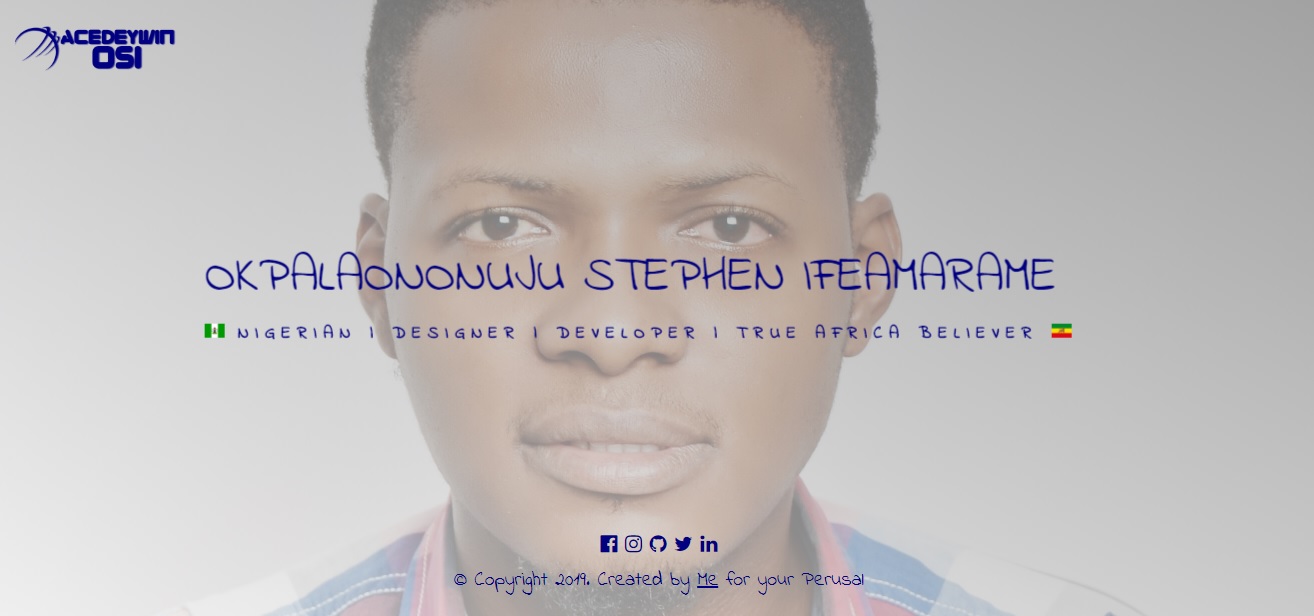 ACEDEYWIN
OSI
OKPALAONONUJU STEPHEN IFEAMARAME
NIGERIAN | DESIGNER | DEVELOPER | TRUE AFRICA BELIEVER
© Copyright 2019. Created by Me for your Perusal